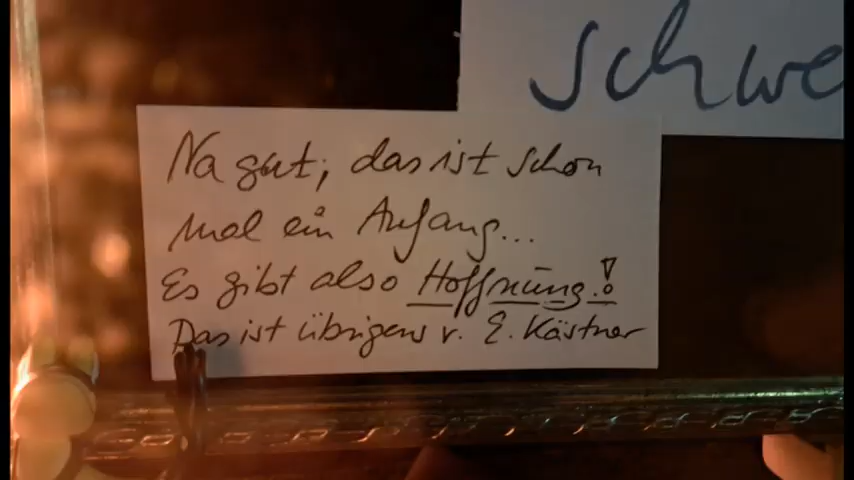 Schwe
Na gut, das ist schon
mal ein Anfang...
Es gibt also Hoffnung!
Das ist übrigens v. E. Kästner